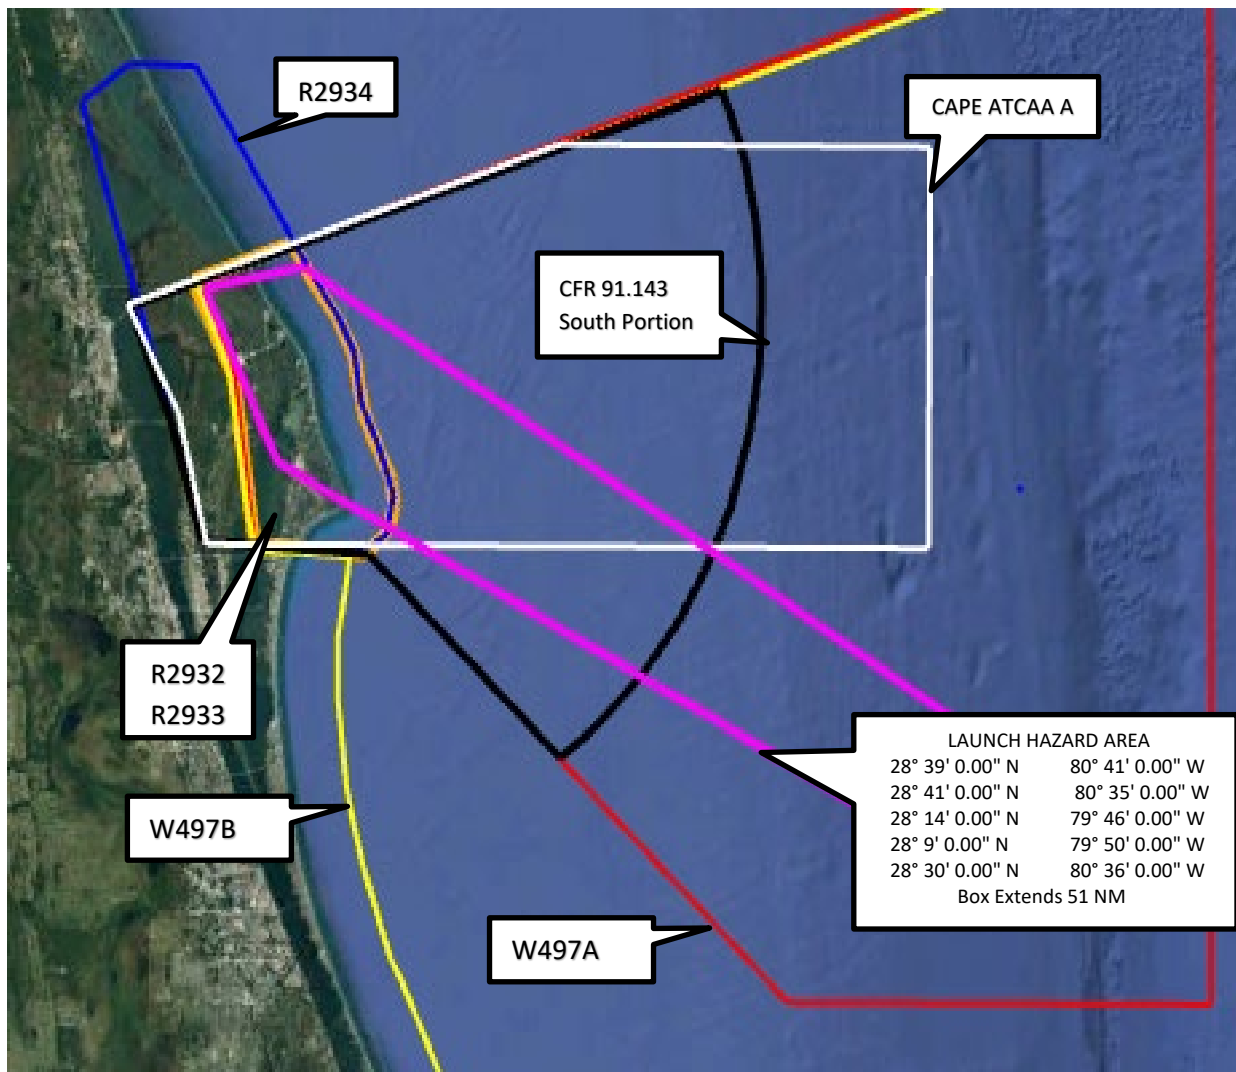 R2934
CAPE ATCAA A
CFR 91.143
South Portion
R2932
R2933
W497B
W497A
LAUNCH HAZARD AREA
28° 39' 0.00" N 80° 41' 0.00" W
28° 41' 0.00" N 80° 35' 0.00" W
28° 14' 0.00" N 79° 46' 0.00" W
28° 9' 0.00" N 79° 50' 0.00" W
28° 30' 0.00" N 80° 36' 0.00" W
Box Extends 51 NM